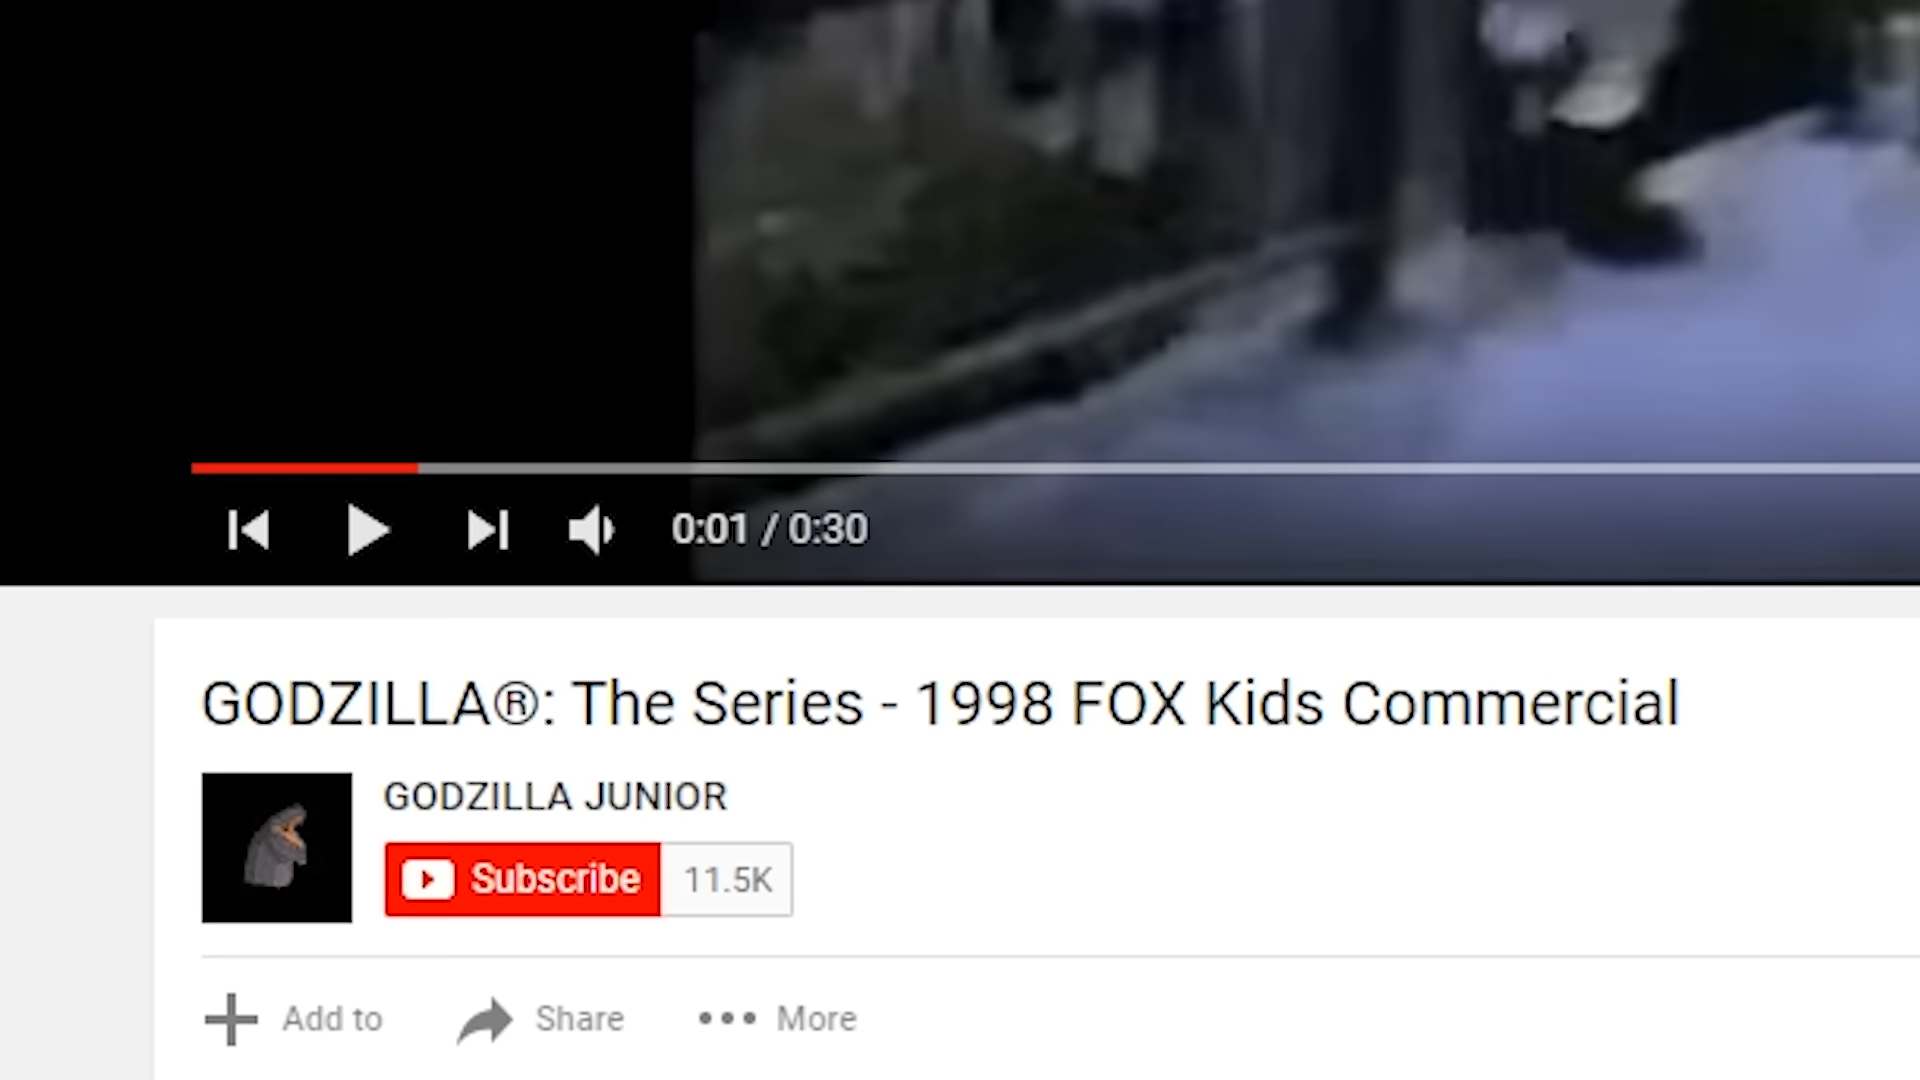 0:01 / 0:30
GODZILLA®: The Series - 1998 FOX Kids Commercial
GODZILLA JUNIOR
Subscribe 11.5K
Add to Share More